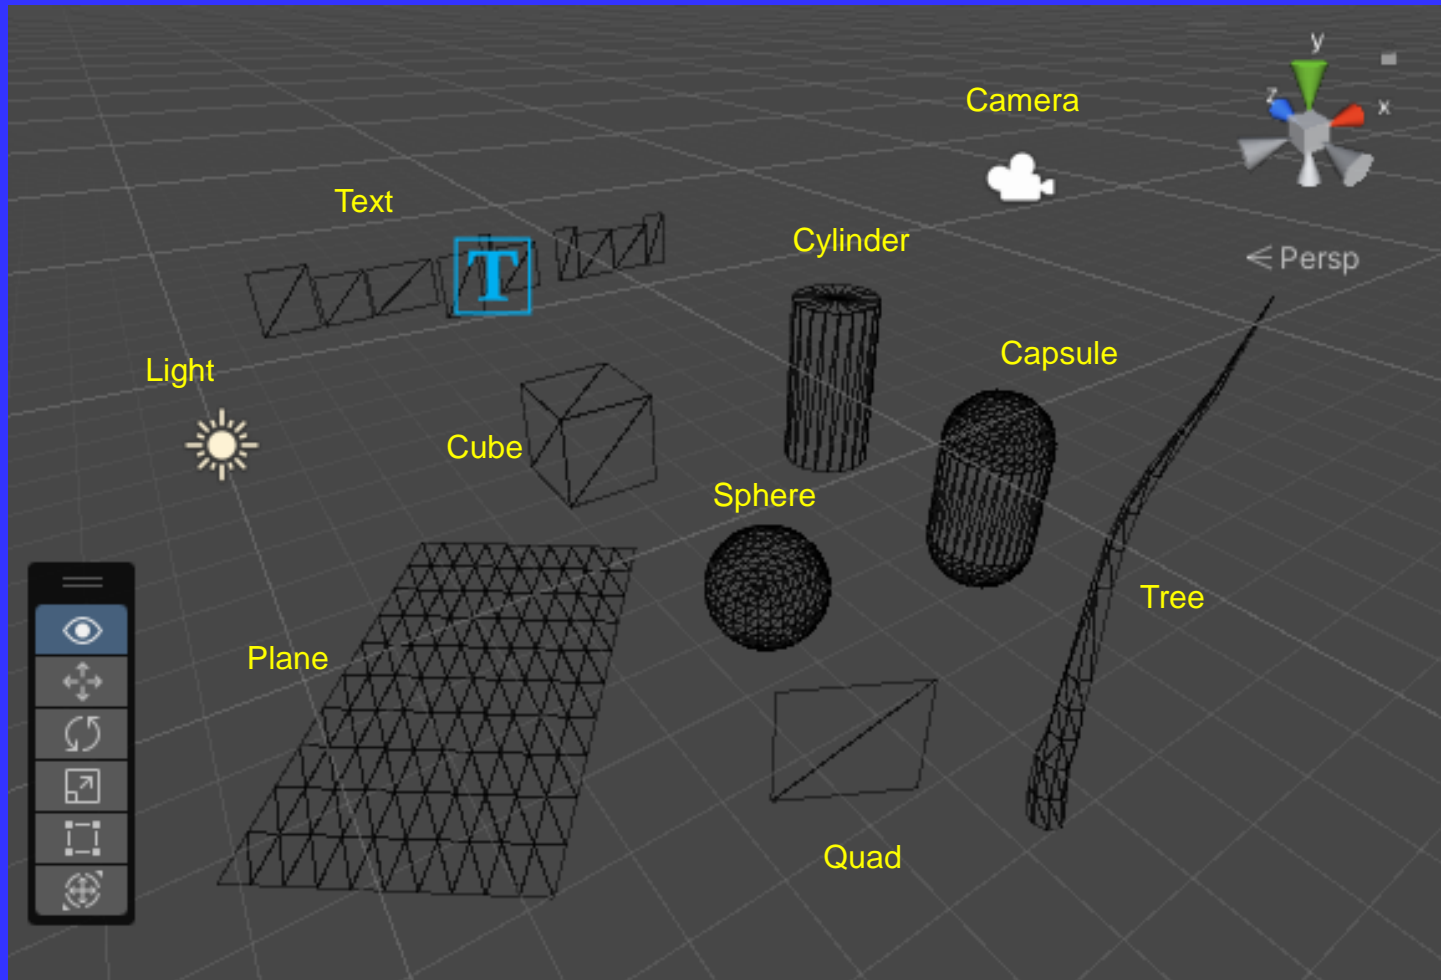 y
z
x
Camera
Text
T
Cylinder
Persp
Light
Capsule
Cube
Sphere
Tree
Plane
Quad